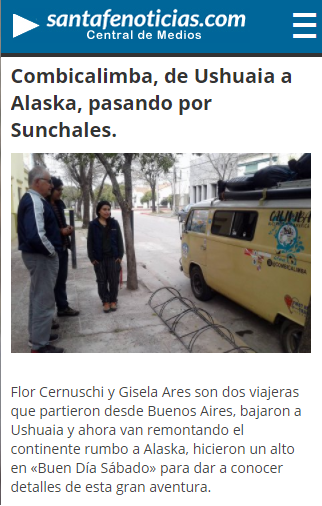 santafenoticias.com
Central de Medios
Combicalimba, de Ushuaia a
Alaska, pasando por
Sunchales.
Flor Cernuschi y Gisela Ares son dos viajeras
que partieron desde Buenos Aires, bajaron a
Ushuaia y ahora van remontando el
continente rumbo a Alaska, hicieron un alto
en «Buen Día Sábado» para dar a conocer
detalles de esta gran aventura.